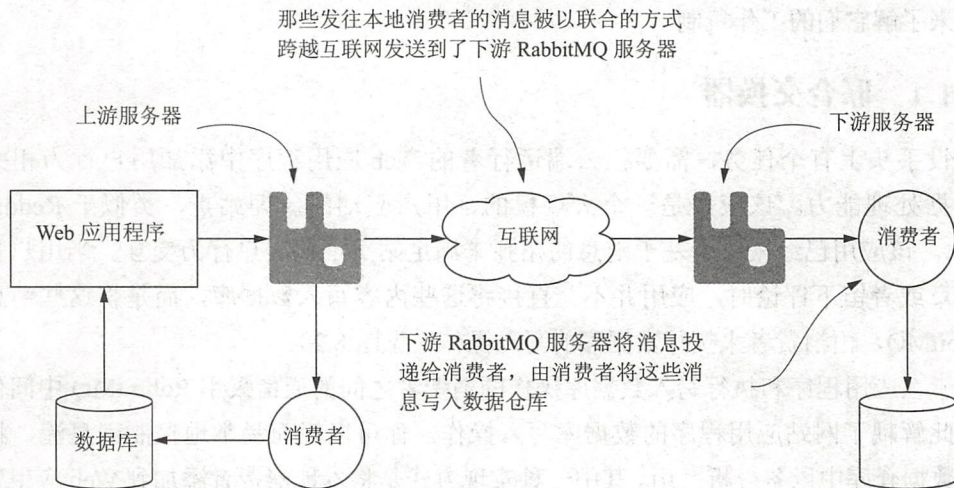 那些发往本地消费者的消息被以联合的方式
跨越互联网发送到了下游 RabbitMQ 服务器
上游服务器
下游服务器
Web 应用程序
互联网
消费者
下游 RabbitMQ 服务器将消息投
递给消费者，由消费者将这些消
息写入数据仓库
数据库
消费者